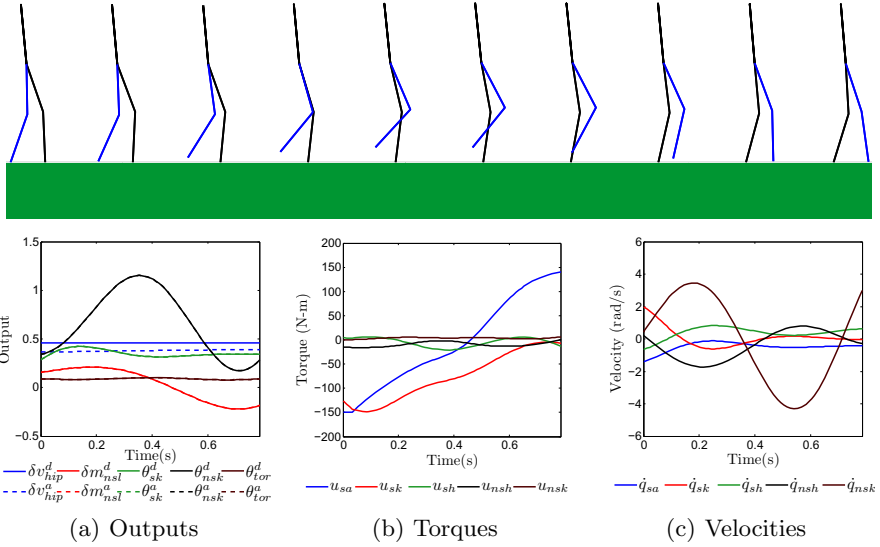 1.5
1
0.5
0
−0.5
Output
0 0.2 0.4 0.6
Time(s)
δv^d_hip δm^d_nsl θ^d_sk θ^d_nsk θ^d_tor
δv^a_hip δm^a_nsl θ^a_sk θ^a_nsk θ^a_tor
(a) Outputs
200
150
100
50
0
−50
−100
−150
−200
Torque (N-m)
0 0.2 0.4 0.6
Time(s)
u_sa u_sk u_sh u_nsh u_nsk
(b) Torques
6
4
2
0
−2
−4
−6
Velocity (rad/s)
0 0.2 0.4 0.6
Time(s)
q̇_sa q̇_sk q̇_sh q̇_nsh q̇_nsk
(c) Velocities